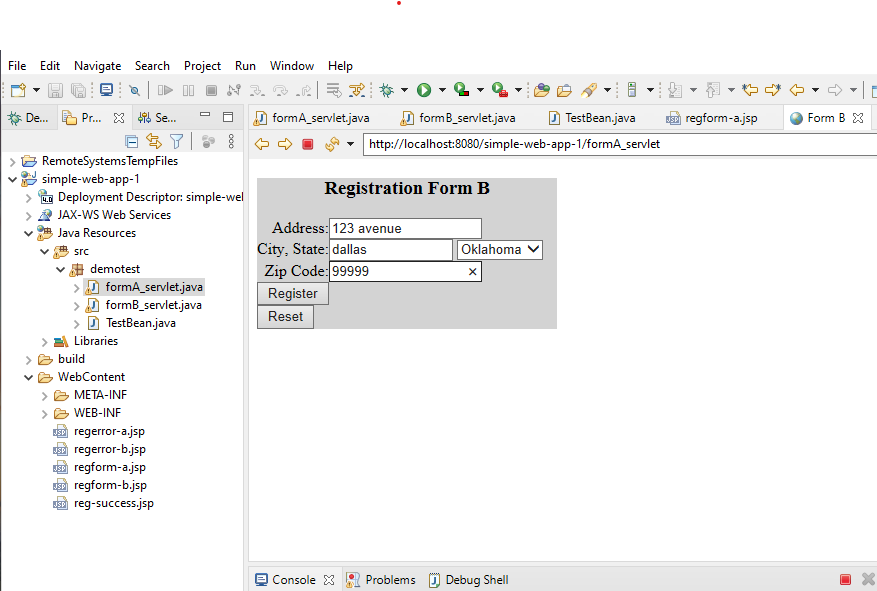 File Edit Navigate Search Project Run Window Help
De... Pr... Se...
formA_servlet.java formB_servlet.java TestBean.java regform-a.jsp Form B
http://localhost:8080/simple-web-app-1/formA_servlet
RemoteSystemsTempFiles
simple-web-app-1
Deployment Descriptor: simple-wel
JAX-WS Web Services
Java Resources
src
demotest
formA_servlet.java
formB_servlet.java
TestBean.java
Libraries
build
WebContent
META-INF
WEB-INF
regerror-a.jsp
regerror-b.jsp
regform-a.jsp
regform-b.jsp
reg-success.jsp
Registration Form B
Address: 123 avenue
City, State: dallas Oklahoma
Zip Code: 99999
Register
Reset
Console Problems Debug Shell